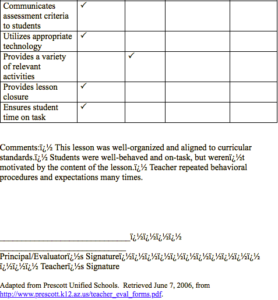 Communicates
assessment criteria
to students ✓
Utilizes appropriate ✓
technology
Provides a variety ✓
of relevant
activities
Provides lesson ✓
closure
Ensures student ✓
time on task
Comments:ï¿½ This lesson was well-organized and aligned to curricular
standards.ï¿½ Students were well-behaved and on-task, but werenï¿½t
motivated by the content of the lesson.ï¿½ Teacher repeated behavioral
procedures and expectations many times.
______________________________ï¿½ï¿½ï¿½ï¿½
______________________________
Principal/Evaluatorï¿½s Signatureï¿½ï¿½ï¿½ï¿½ï¿½ï¿½ï¿½ï¿½ï¿½ï¿½ï¿½
ï¿½ï¿½ï¿½ Teacherï¿½s Signature
Adapted from Prescott Unified Schools. Retrieved June 7, 2006, from
http://www.prescott.k12.az.us/teacher_eval_forms.pdf.